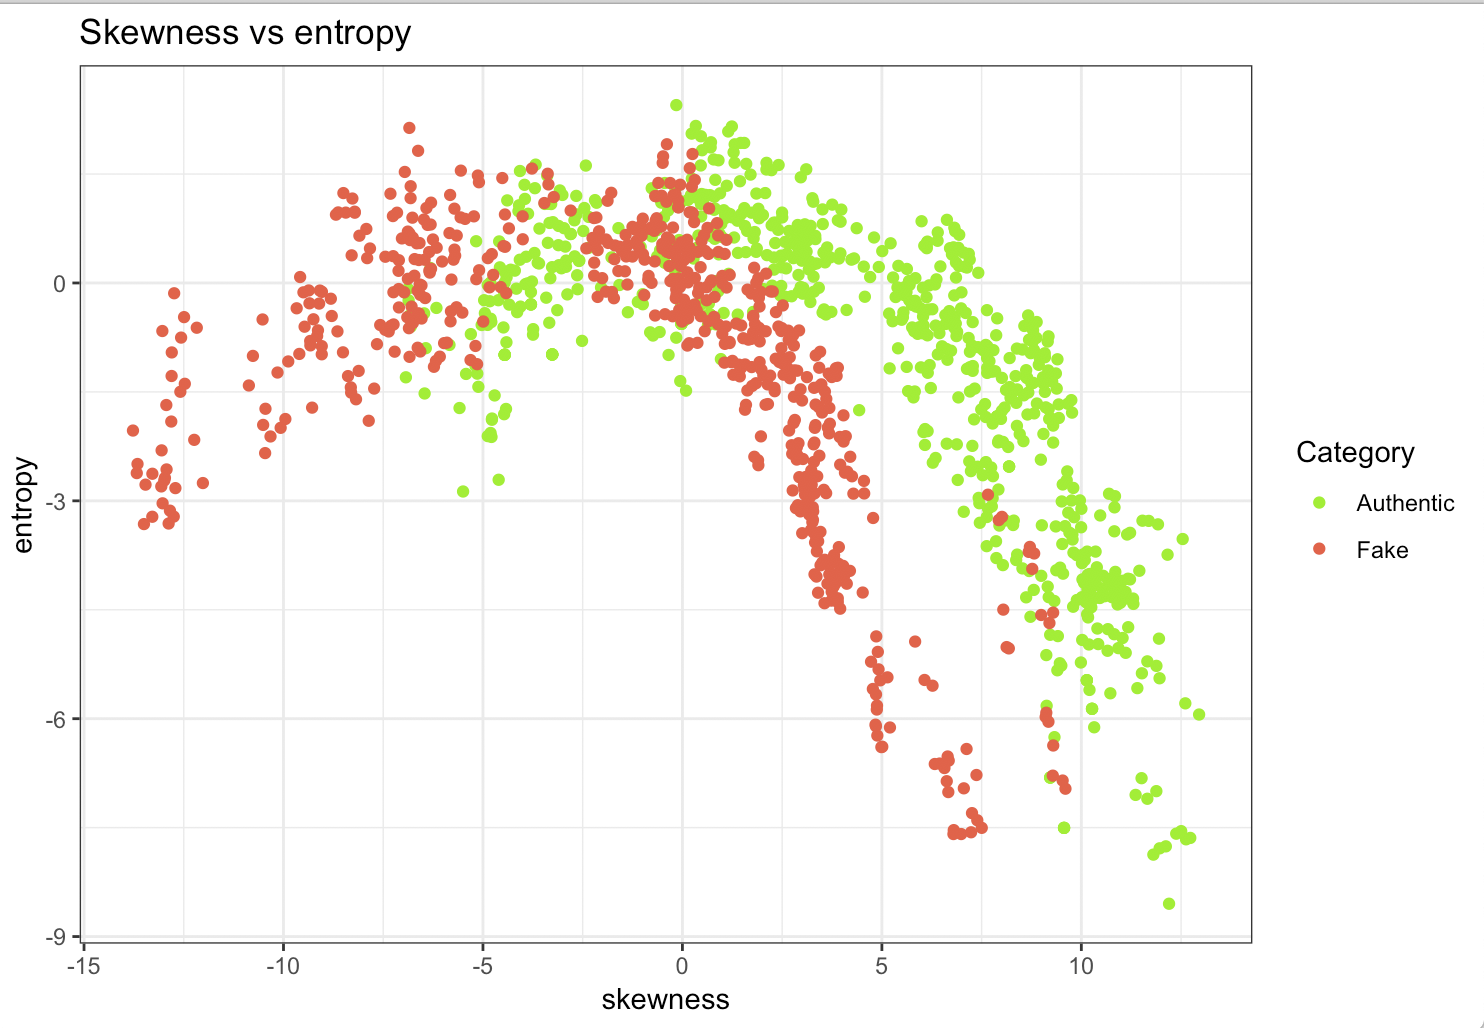 Skewness vs entropy
0
-3
-6
-9
entropy
-15
-10
-5
0
5
10
skewness
Category
Authentic
Fake